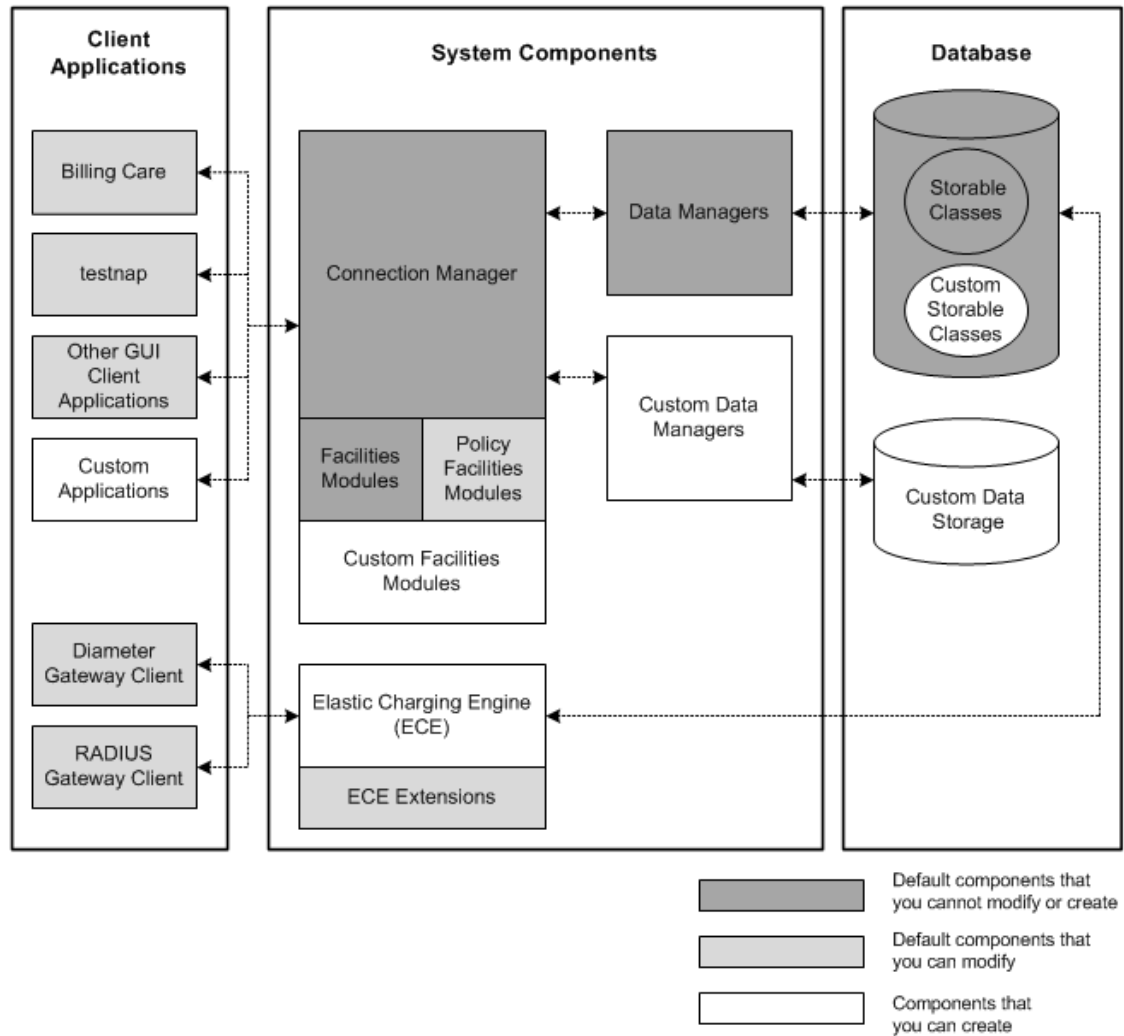 Client
Applications
Billing Care
testnap
Other GUI
Client
Applications
Custom
Applications
Diameter
Gateway Client
RADIUS
Gateway Client
System Components
Connection Manager
Facilities
Modules
Policy
Facilities
Modules
Custom Facilities
Modules
Elastic Charging Engine
(ECE)
ECE Extensions
Data Managers
Custom Data
Managers
Database
Storable
Classes
Custom
Storable
Classes
Custom Data
Storage
Default components that
you cannot modify or create
Default components that
you can modify
Components that
you can create